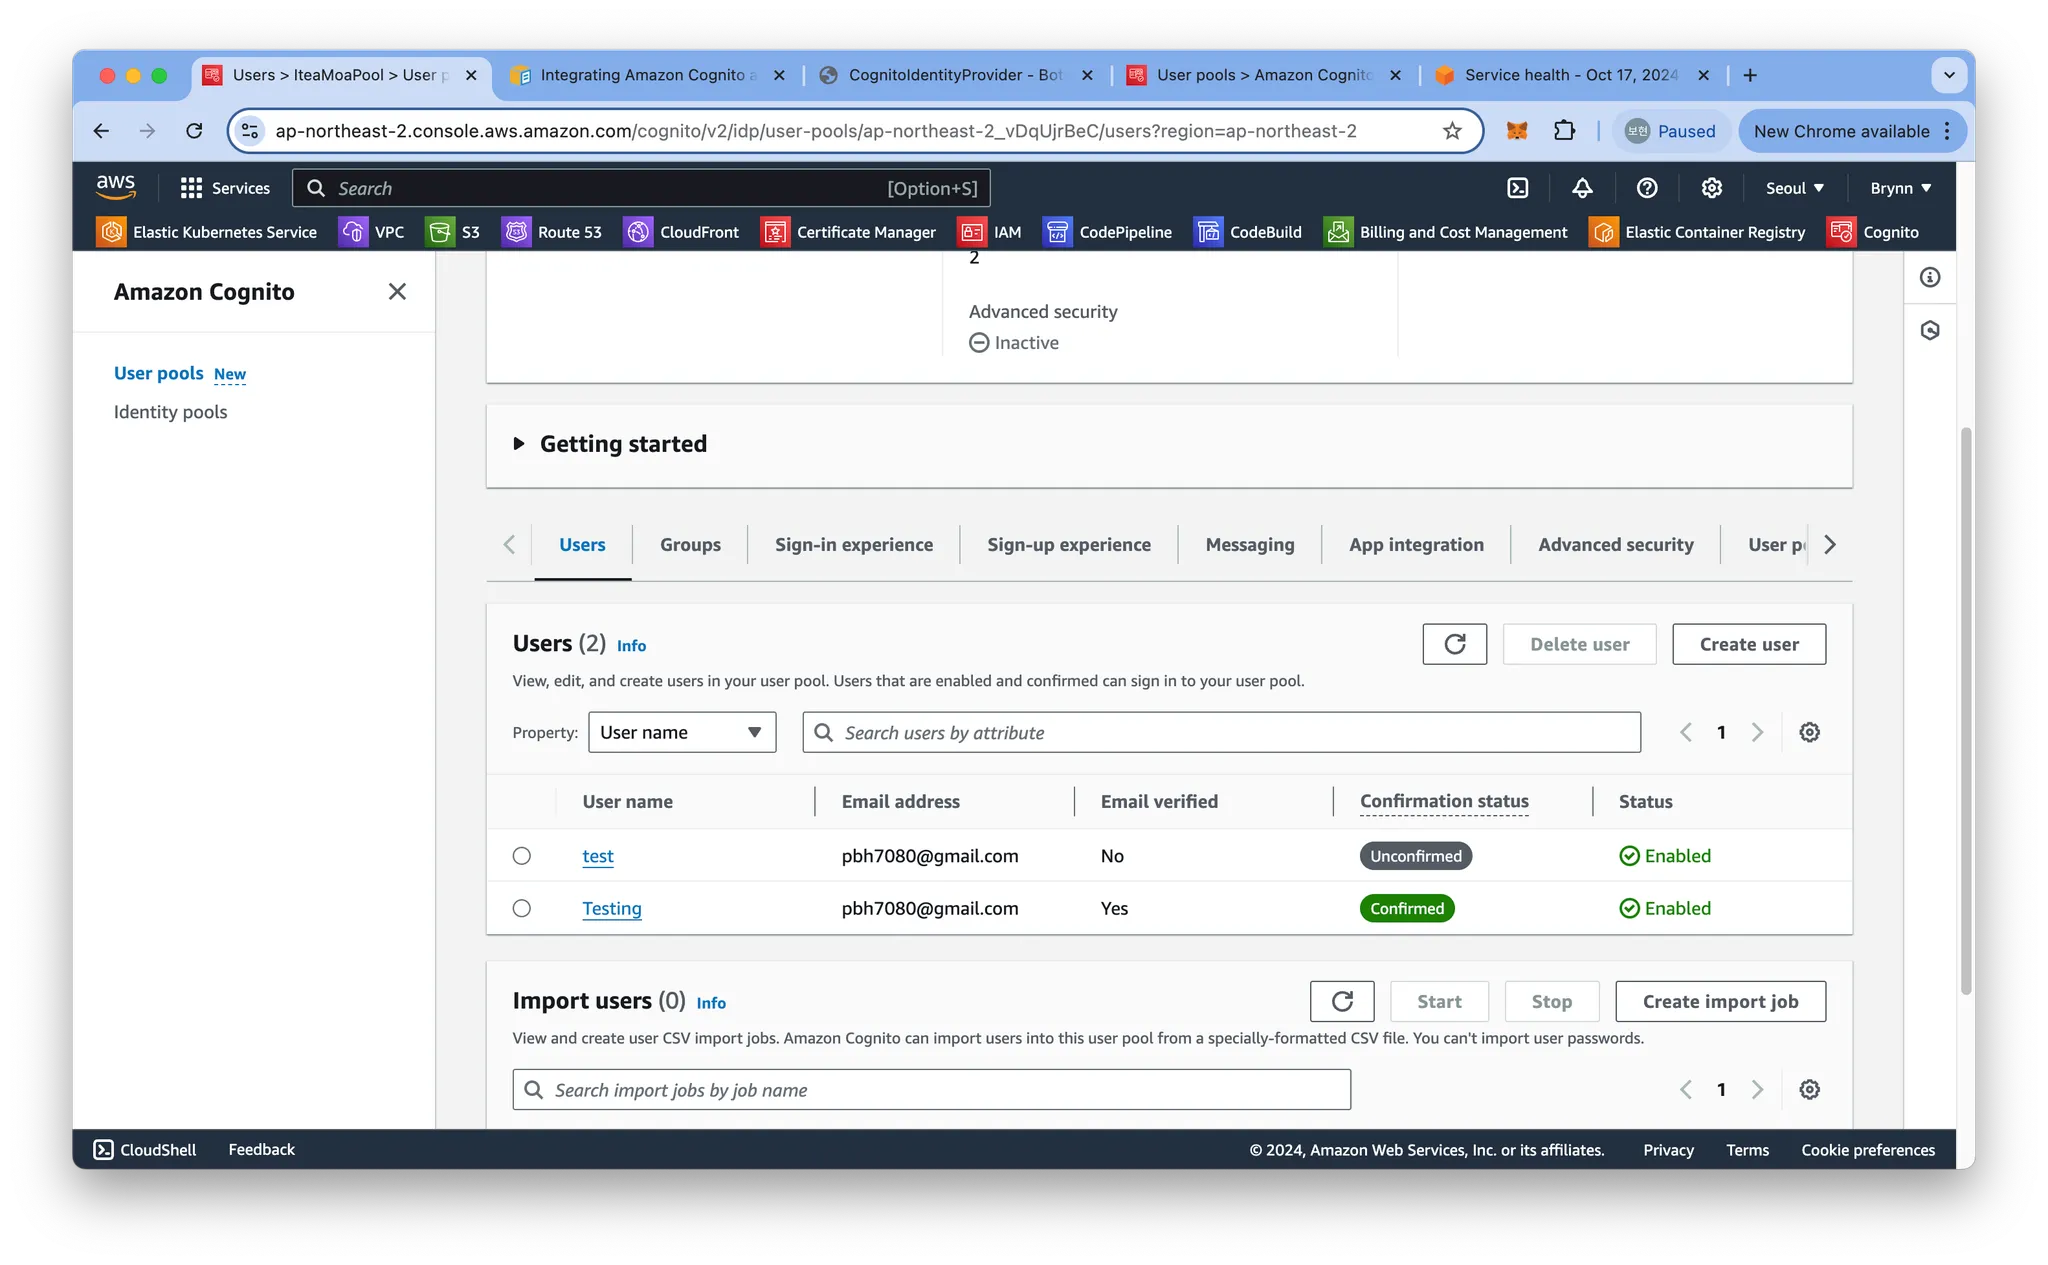 Users > IteaMoaPool > User p
Integrating Amazon Cognito a
CognitoIdentityProvider - Bot
User pools > Amazon Cognito
Service health - Oct 17, 2024
ap-northeast-2.console.aws.amazon.com/cognito/v2/idp/user-pools/ap-northeast-2_vDqUjrBeC/users?region=ap-northeast-2
보현 Paused
New Chrome available
aws Services Search [Option+S] Seoul Brynn
Elastic Kubernetes Service VPC S3 Route 53 CloudFront Certificate Manager IAM CodePipeline CodeBuild Billing and Cost Management Elastic Container Registry Cognito
Amazon Cognito
User pools New
Identity pools
2
Advanced security
Inactive
Getting started
Users Groups Sign-in experience Sign-up experience Messaging App integration Advanced security User p
Users (2) Info
Delete user Create user
View, edit, and create users in your user pool. Users that are enabled and confirmed can sign in to your user pool.
Property: User name Search users by attribute 1
User name Email address Email verified Confirmation status Status
test pbh7080@gmail.com No Unconfirmed Enabled
Testing pbh7080@gmail.com Yes Confirmed Enabled
Import users (0) Info
Start Stop Create import job
View and create user CSV import jobs. Amazon Cognito can import users into this user pool from a specially-formatted CSV file. You can't import user passwords.
Search import jobs by job name 1
CloudShell Feedback © 2024, Amazon Web Services, Inc. or its affiliates. Privacy Terms Cookie preferences